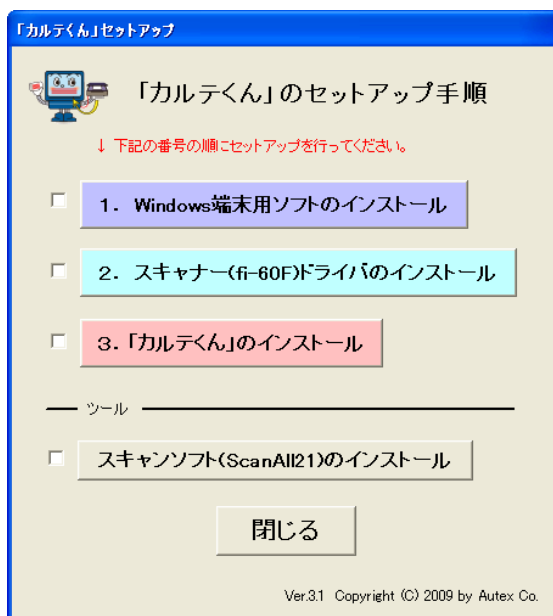 「カルテくん」セットアップ
「カルテくん」のセットアップ手順
↓ 下記の番号の順にセットアップを行ってください。
1. Windows端末用ソフトのインストール
2. スキャナー(fi-60F)ドライバのインストール
3.「カルテくん」のインストール
ツール
スキャンソフト(ScanAll21)のインストール
閉じる
Ver.3.1 Copyright (C) 2009 by Autex Co.